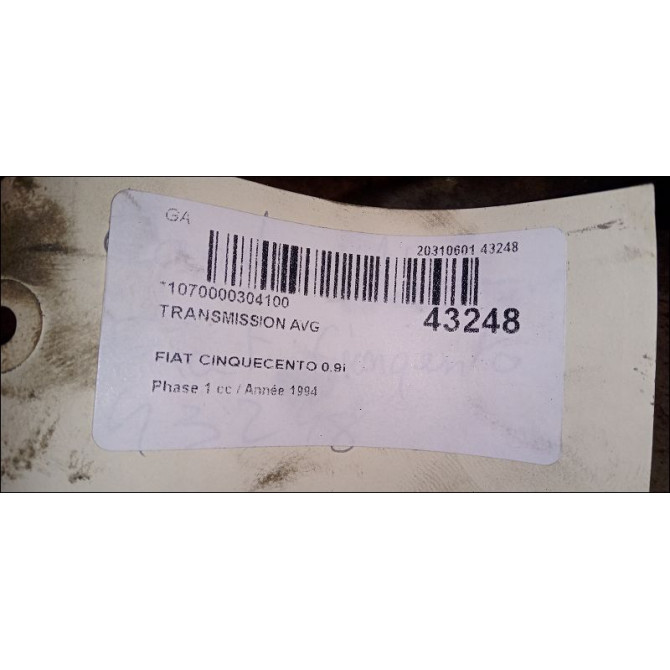 GA
20310601 43248
*1070000304100
TRANSMISSION AVG
43248
FIAT CINQUECENTO 0.9i
Phase 1 cc / Année 1994